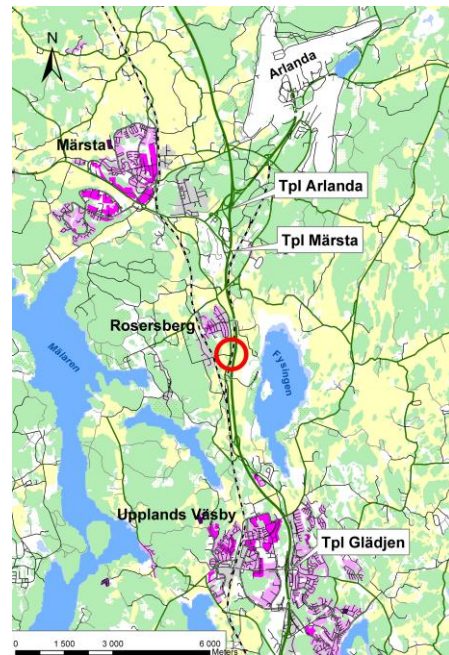 N
Arlanda
Märsta
Tpl Arlanda
Tpl Märsta
Rosersberg
Mälaren
Fysingen
Upplands Väsby
Tpl Glädjen
0 1 500 3 000 6 000
Meters